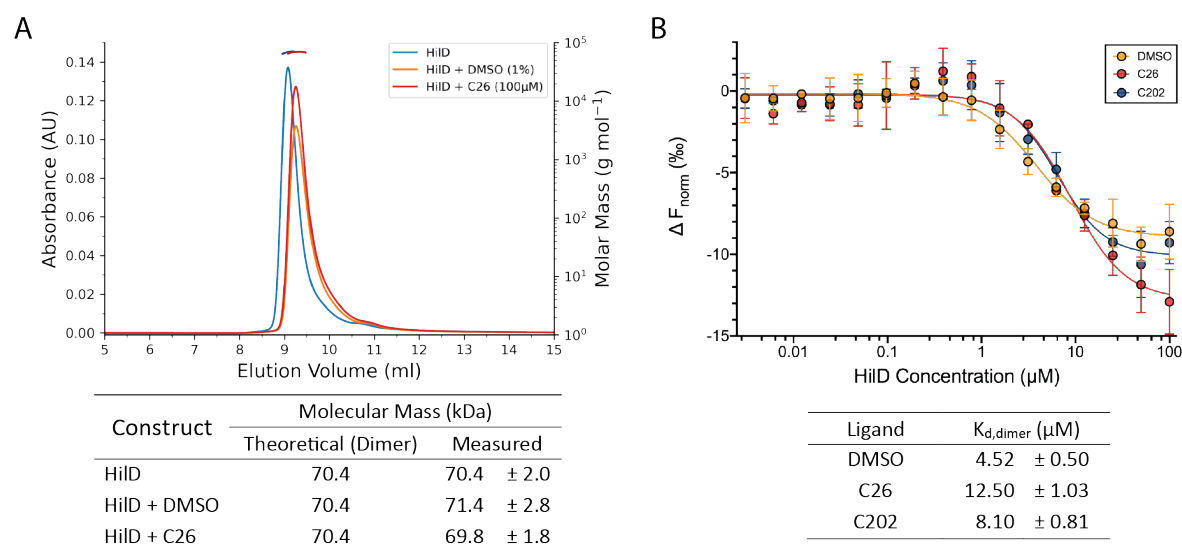 A
HilD
HilD + DMSO (1%)
HilD + C26 (100μM)
0.14
0.12
0.10
0.08
0.06
0.04
0.02
0.00
Absorbance (AU)
10⁵
10⁴
10³
10²
10¹
10⁰
Molar Mass (g mol⁻¹)
5 6 7 8 9 10 11 12 13 14 15
Elution Volume (ml)
Construct Molecular Mass (kDa)
Theoretical (Dimer) Measured
HilD 70.4 70.4 ± 2.0
HilD + DMSO 70.4 71.4 ± 2.8
HilD + C26 70.4 69.8 ± 1.8
B
DMSO
C26
C202
0
-5
-10
-15
Δ Fnorm (‰)
0.01 0.1 1 10 100
HilD Concentration (μM)
Ligand Kd,dimer (μM)
DMSO 4.52 ± 0.50
C26 12.50 ± 1.03
C202 8.10 ± 0.81